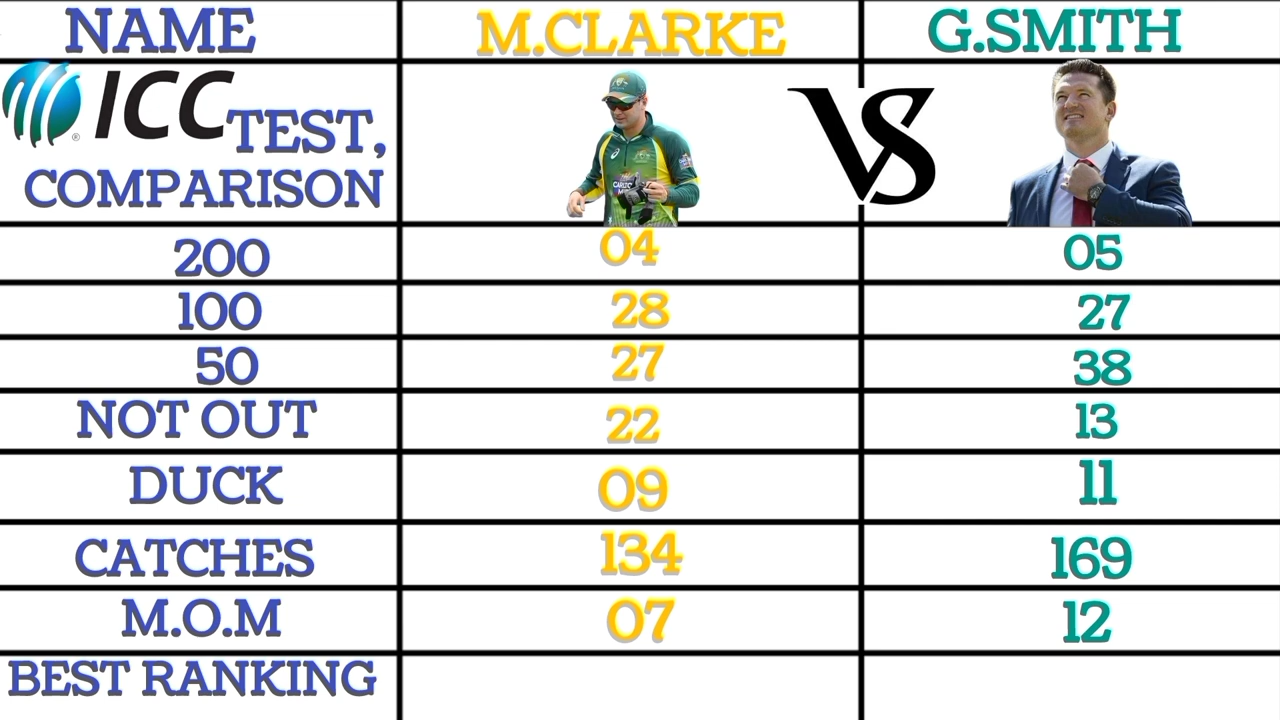 NAME M.CLARKE G.SMITH
ICC ® TEST,
COMPARISON
VS
200 04 05
100 28 27
50 27 38
NOT OUT 22 13
DUCK 09 11
CATCHES 134 169
M.O.M 07 12
BEST RANKING